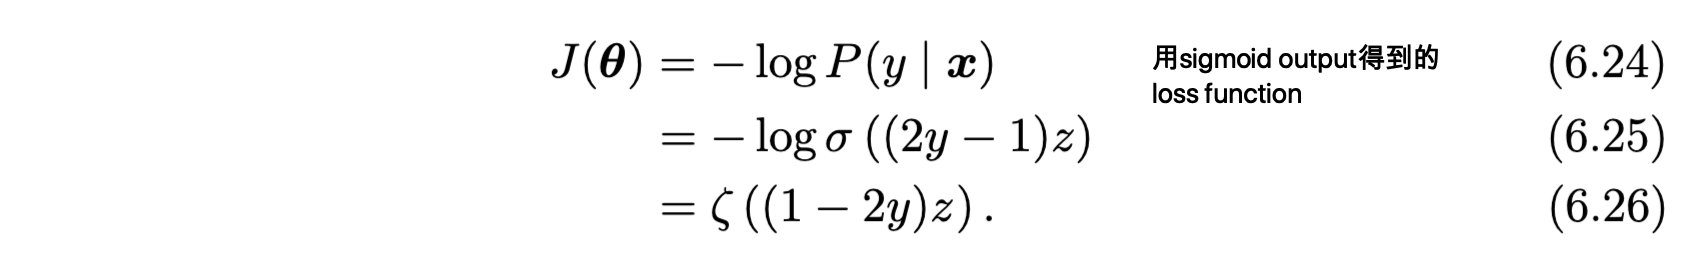 J(θ) = − log P(y | x) 用sigmoid output得到的 (6.24)
loss function
= − log σ ((2y − 1)z) (6.25)
= ζ ((1 − 2y)z) . (6.26)